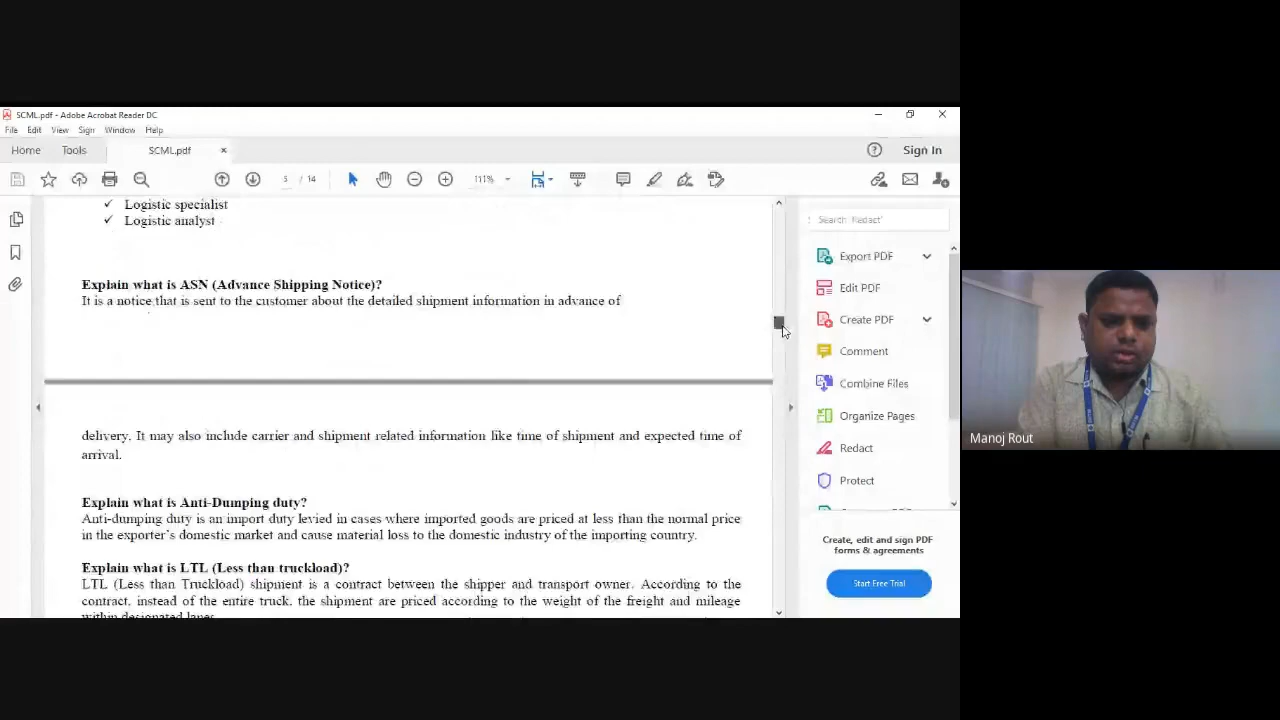 SCML.pdf - Adobe Acrobat Reader DC
File Edit View Sign Window Help
Home Tools SCML.pdf × Sign In
5 / 14 111%
✓ Logistic specialist
✓ Logistic analyst
Explain what is ASN (Advance Shipping Notice)?
It is a notice that is sent to the customer about the detailed shipment information in advance of
delivery. It may also include carrier and shipment related information like time of shipment and expected time of
arrival.
Explain what is Anti-Dumping duty?
Anti-dumping duty is an import duty levied in cases where imported goods are priced at less than the normal price
in the exporter's domestic market and cause material loss to the domestic industry of the importing country.
Explain what is LTL (Less than truckload)?
LTL (Less than Truckload) shipment is a contract between the shipper and transport owner. According to the
contract, instead of the entire truck, the shipment are priced according to the weight of the freight and mileage
within designated lanes
Search 'Redact'
Export PDF
Edit PDF
Create PDF
Comment
Combine Files
Organize Pages
Redact
Protect
Create, edit and sign PDF
forms & agreements
Start Free Trial
Manoj Rout